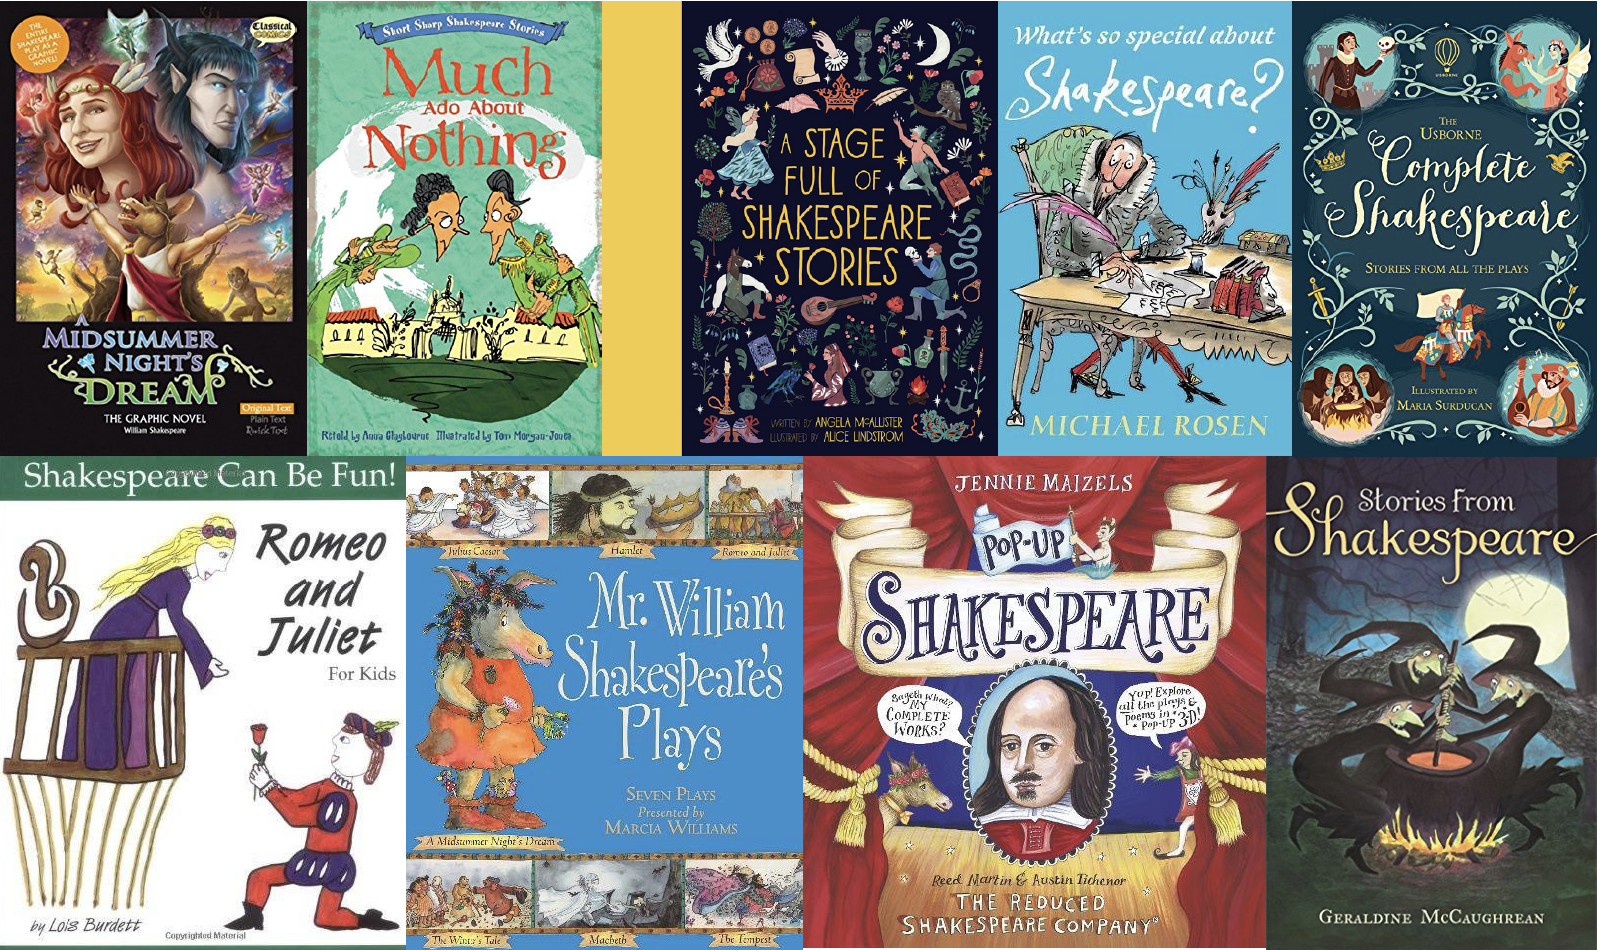 THE
ENTIRE
SHAKESPEARE
PLAY AS A
GRAPHIC
NOVEL!
Classical
COMICS
A
MIDSUMMER
NIGHT'S
DREAM
THE GRAPHIC NOVEL
William Shakespeare
Original Text
Plain Text
Quick Text
Short Sharp Shakespeare Stories
Much
Ado About
Nothing
Retold by Anna Claybourne Illustrated by Tom Morgan-Jones
A STAGE
FULL OF
SHAKESPEARE
STORIES
WRITTEN BY ANGELA McALLISTER
ILLUSTRATED BY ALICE LINDSTROM
What's so special about
Shakespeare?
MICHAEL ROSEN
USBORNE
THE
USBORNE
Complete
Shakespeare
STORIES FROM ALL THE PLAYS
ILLUSTRATED BY
MARIA SURDUCAN
Shakespeare Can Be Fun!
Romeo
and
Juliet
For Kids
by Lois Burdett
Copyrighted Material
Julius Caesar
Hamlet
Romeo and Juliet
Mr. William
Shakespeare's
Plays
SEVEN PLAYS
Presented by
MARCIA WILLIAMS
A Midsummer Night's Dream
The Winter's Tale
Macbeth
The Tempest
JENNIE MAIZELS
POP-UP
SHAKESPEARE
Sayeth what?
MY
COMPLETE
WORKS?
Yup! Explore
all the plays &
poems in
Pop-up 3-D!
Reed Martin & Austin Tichenor
THE REDUCED
SHAKESPEARE COMPANY®
Stories from
Shakespeare
GERALDINE McCAUGHREAN